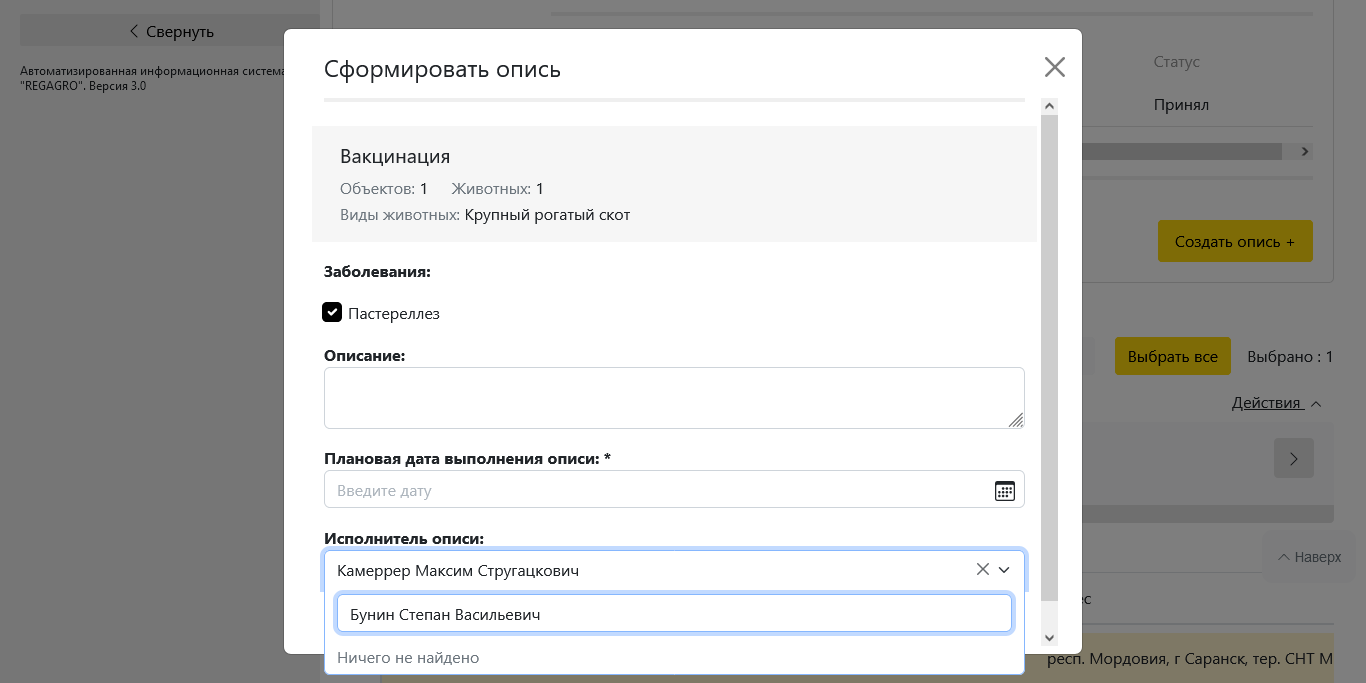 Свернуть
Автоматизированная информационная система
"REGAGRO". Версия 3.0
Сформировать опись
Вакцинация
Объектов: 1 Животных: 1
Виды животных: Крупный рогатый скот
Заболевания:
Пастереллез
Описание:
Плановая дата выполнения описи: *
Введите дату
Исполнитель описи:
Камеррер Максим Стругацкович
Бунин Степан Васильевич
Ничего не найдено
Статус
Принял
Создать опись +
Выбрать все Выбрано : 1
Действия
Наверх
ес
респ. Мордовия, г Саранск, тер. СНТ М